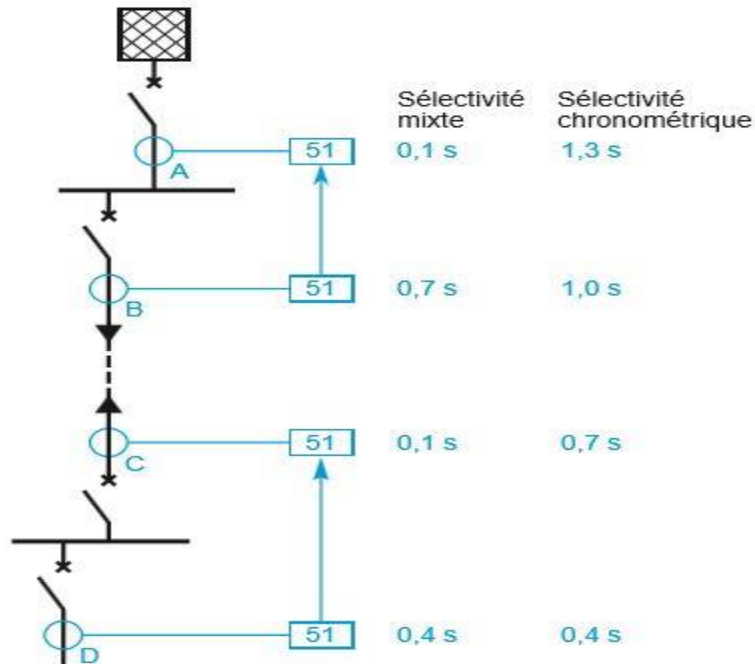 Sélectivité mixte
Sélectivité chronométrique
A
51
0,1 s
1,3 s
B
51
0,7 s
1,0 s
C
51
0,1 s
0,7 s
D
51
0,4 s
0,4 s